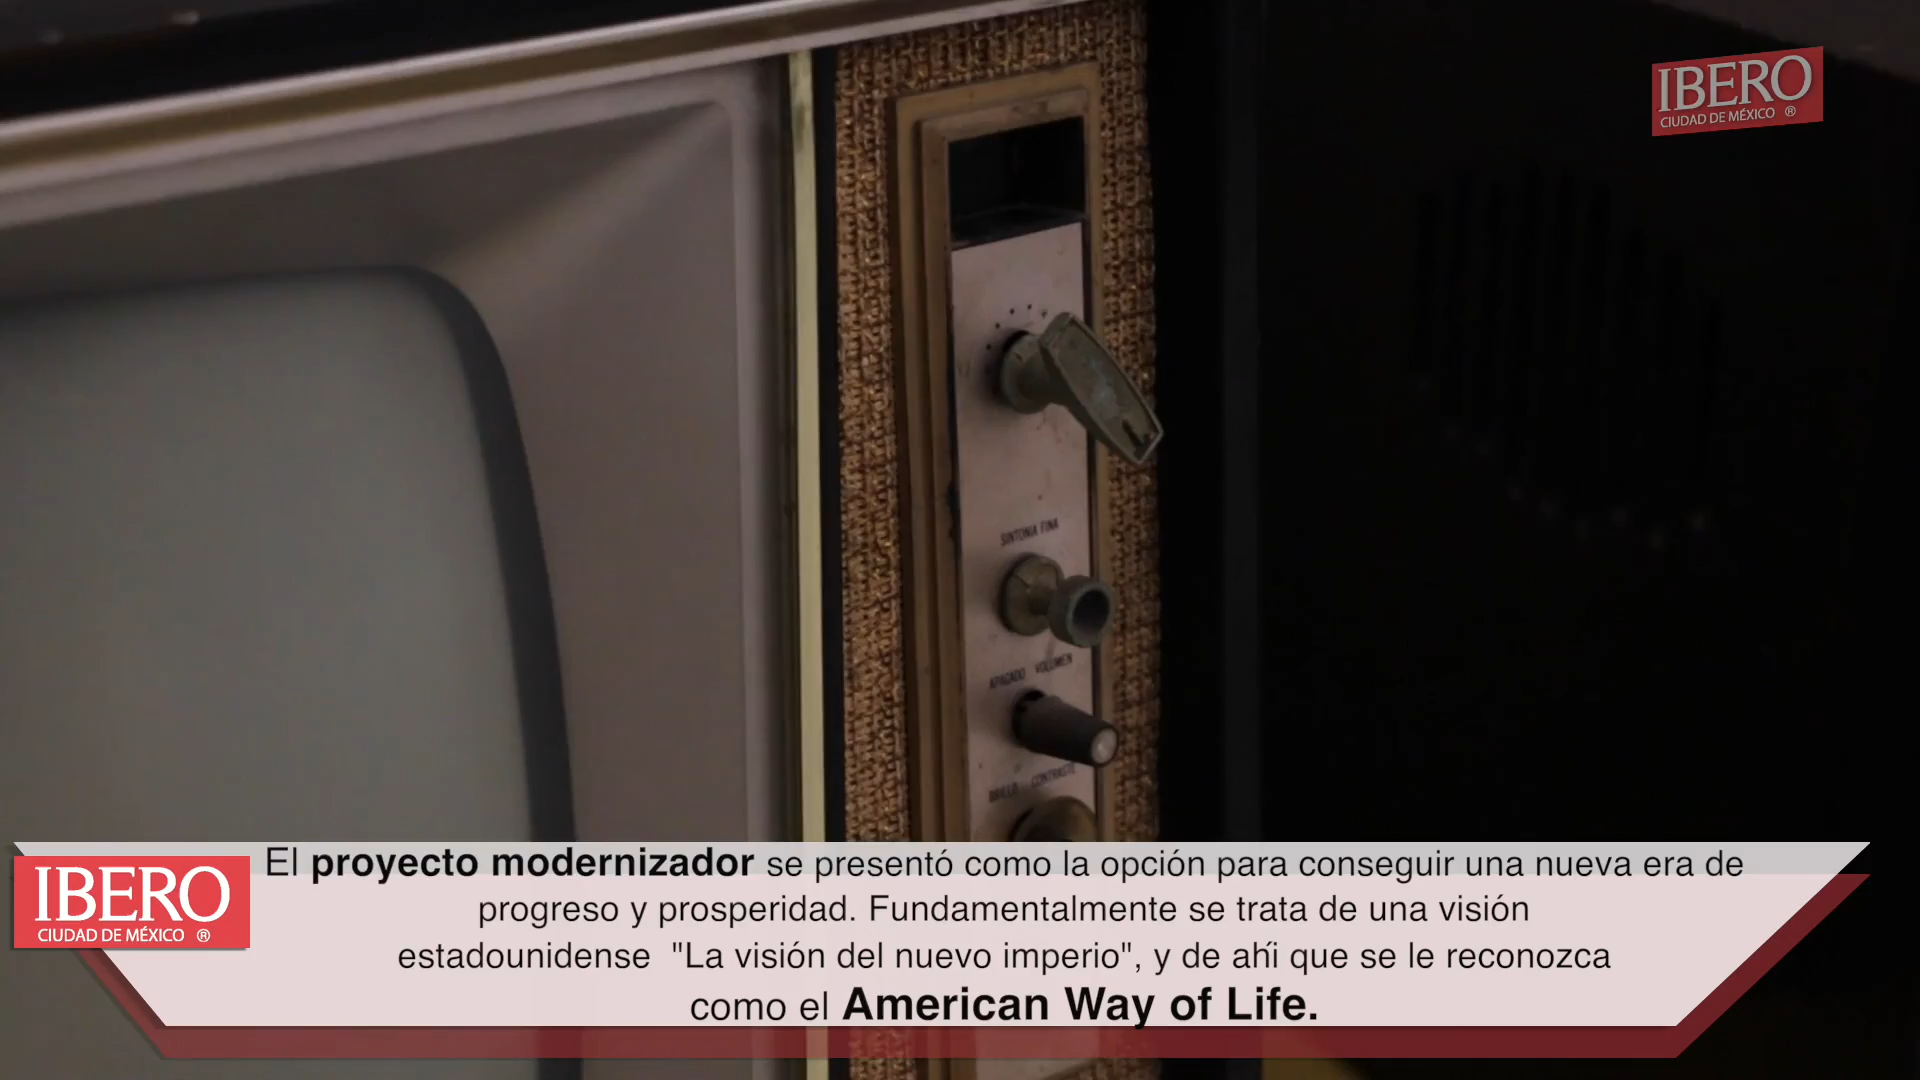 IBERO
CIUDAD DE MÉXICO ®
SINTONIA FINA
APAGADO VOLUMEN
BRILLO CONTRASTE
El proyecto modernizador se presentó como la opción para conseguir una nueva era de
progreso y prosperidad. Fundamentalmente se trata de una visión
estadounidense "La visión del nuevo imperio", y de ahí que se le reconozca
como el American Way of Life.
IBERO
CIUDAD DE MÉXICO ®